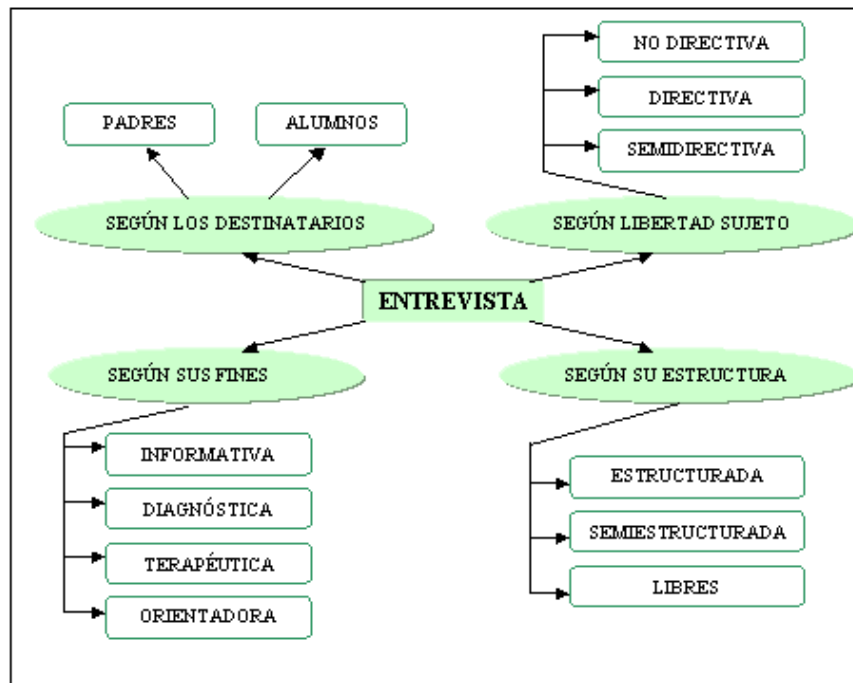 NO DIRECTIVA
DIRECTIVA
SEMIDIRECTIVA
PADRES
ALUMNOS
SEGÚN LOS DESTINATARIOS
SEGÚN LIBERTAD SUJETO
ENTREVISTA
SEGÚN SUS FINES
SEGÚN SU ESTRUCTURA
INFORMATIVA
DIAGNÓSTICA
TERAPÉUTICA
ORIENTADORA
ESTRUCTURADA
SEMIESTRUCTURADA
LIBRES